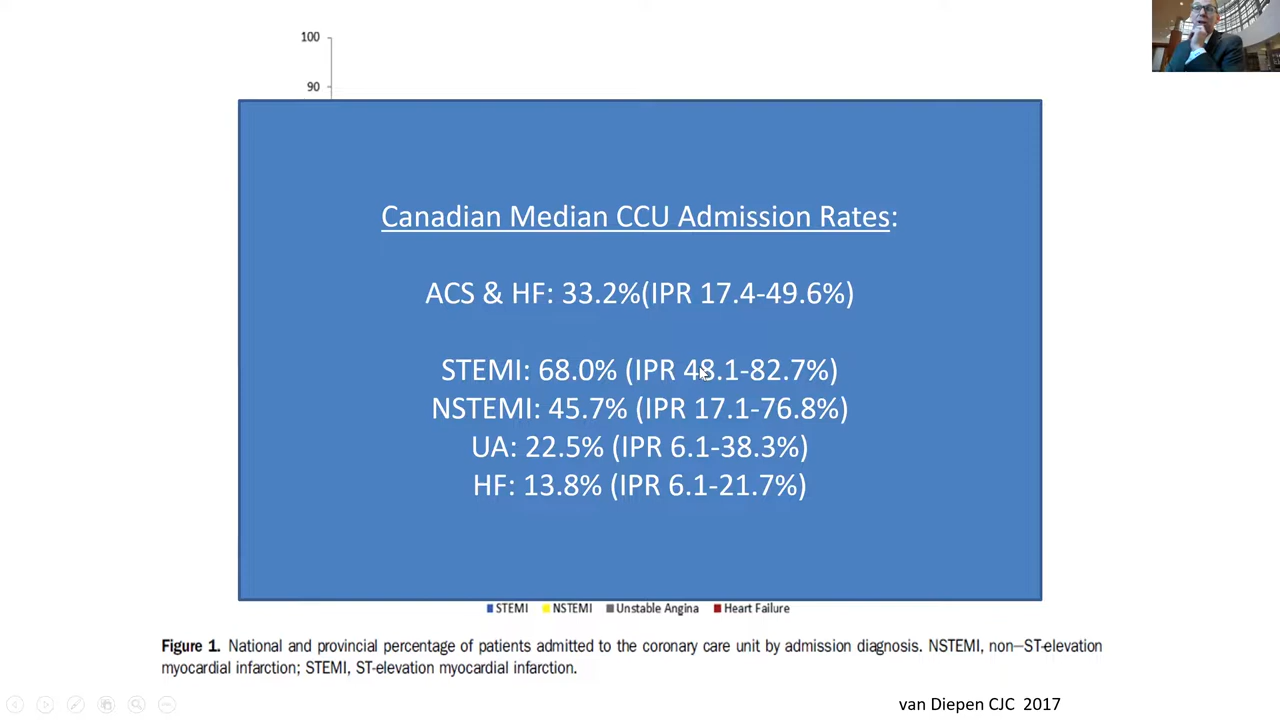 100
90
Canadian Median CCU Admission Rates:
ACS & HF: 33.2%(IPR 17.4-49.6%)
STEMI: 68.0% (IPR 48.1-82.7%)
NSTEMI: 45.7% (IPR 17.1-76.8%)
UA: 22.5% (IPR 6.1-38.3%)
HF: 13.8% (IPR 6.1-21.7%)
STEMI NSTEMI Unstable Angina Heart Failure
Figure 1. National and provincial percentage of patients admitted to the coronary care unit by admission diagnosis. NSTEMI, non–ST-elevation
myocardial infarction; STEMI, ST-elevation myocardial infarction.
van Diepen CJC 2017